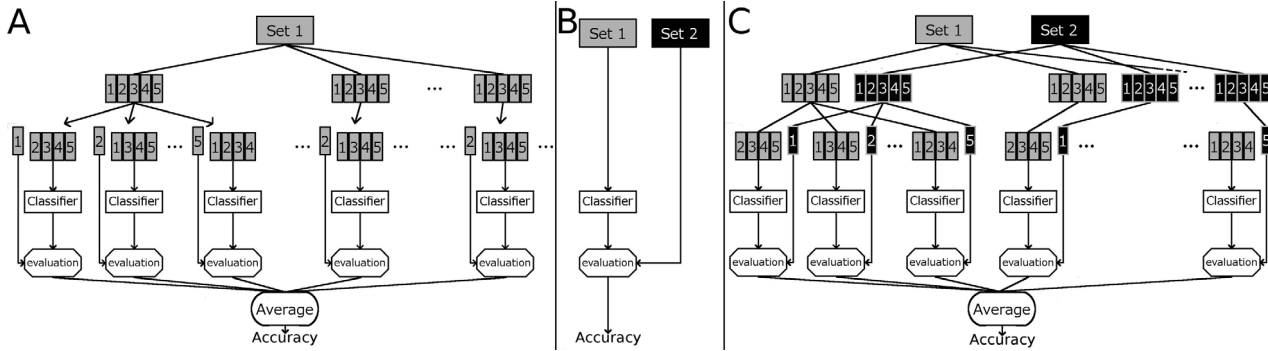 A
Set 1
1 2 3 4 5
1 2 3 4 5
...
1 2 3 4 5
1
2 3 4 5
2
1 3 4 5
...
5
1 2 3 4
...
2
1 3 4 5
...
...
2
1 3 4 5
...
Classifier
Classifier
Classifier
Classifier
Classifier
evaluation
evaluation
evaluation
evaluation
evaluation
Average
Accuracy
B
Set 1
Set 2
Classifier
evaluation
Accuracy
C
Set 1
Set 2
1 2 3 4 5
1 2 3 4 5
...
1 2 3 4 5
1 2 3 4 5
...
1 2 3 4 5
2 3 4 5
1
1 3 4 5
2
...
1 2 3 4
5
2 3 4 5
1
...
...
1 2 3 4
5
Classifier
Classifier
Classifier
Classifier
Classifier
evaluation
evaluation
evaluation
evaluation
evaluation
Average
Accuracy